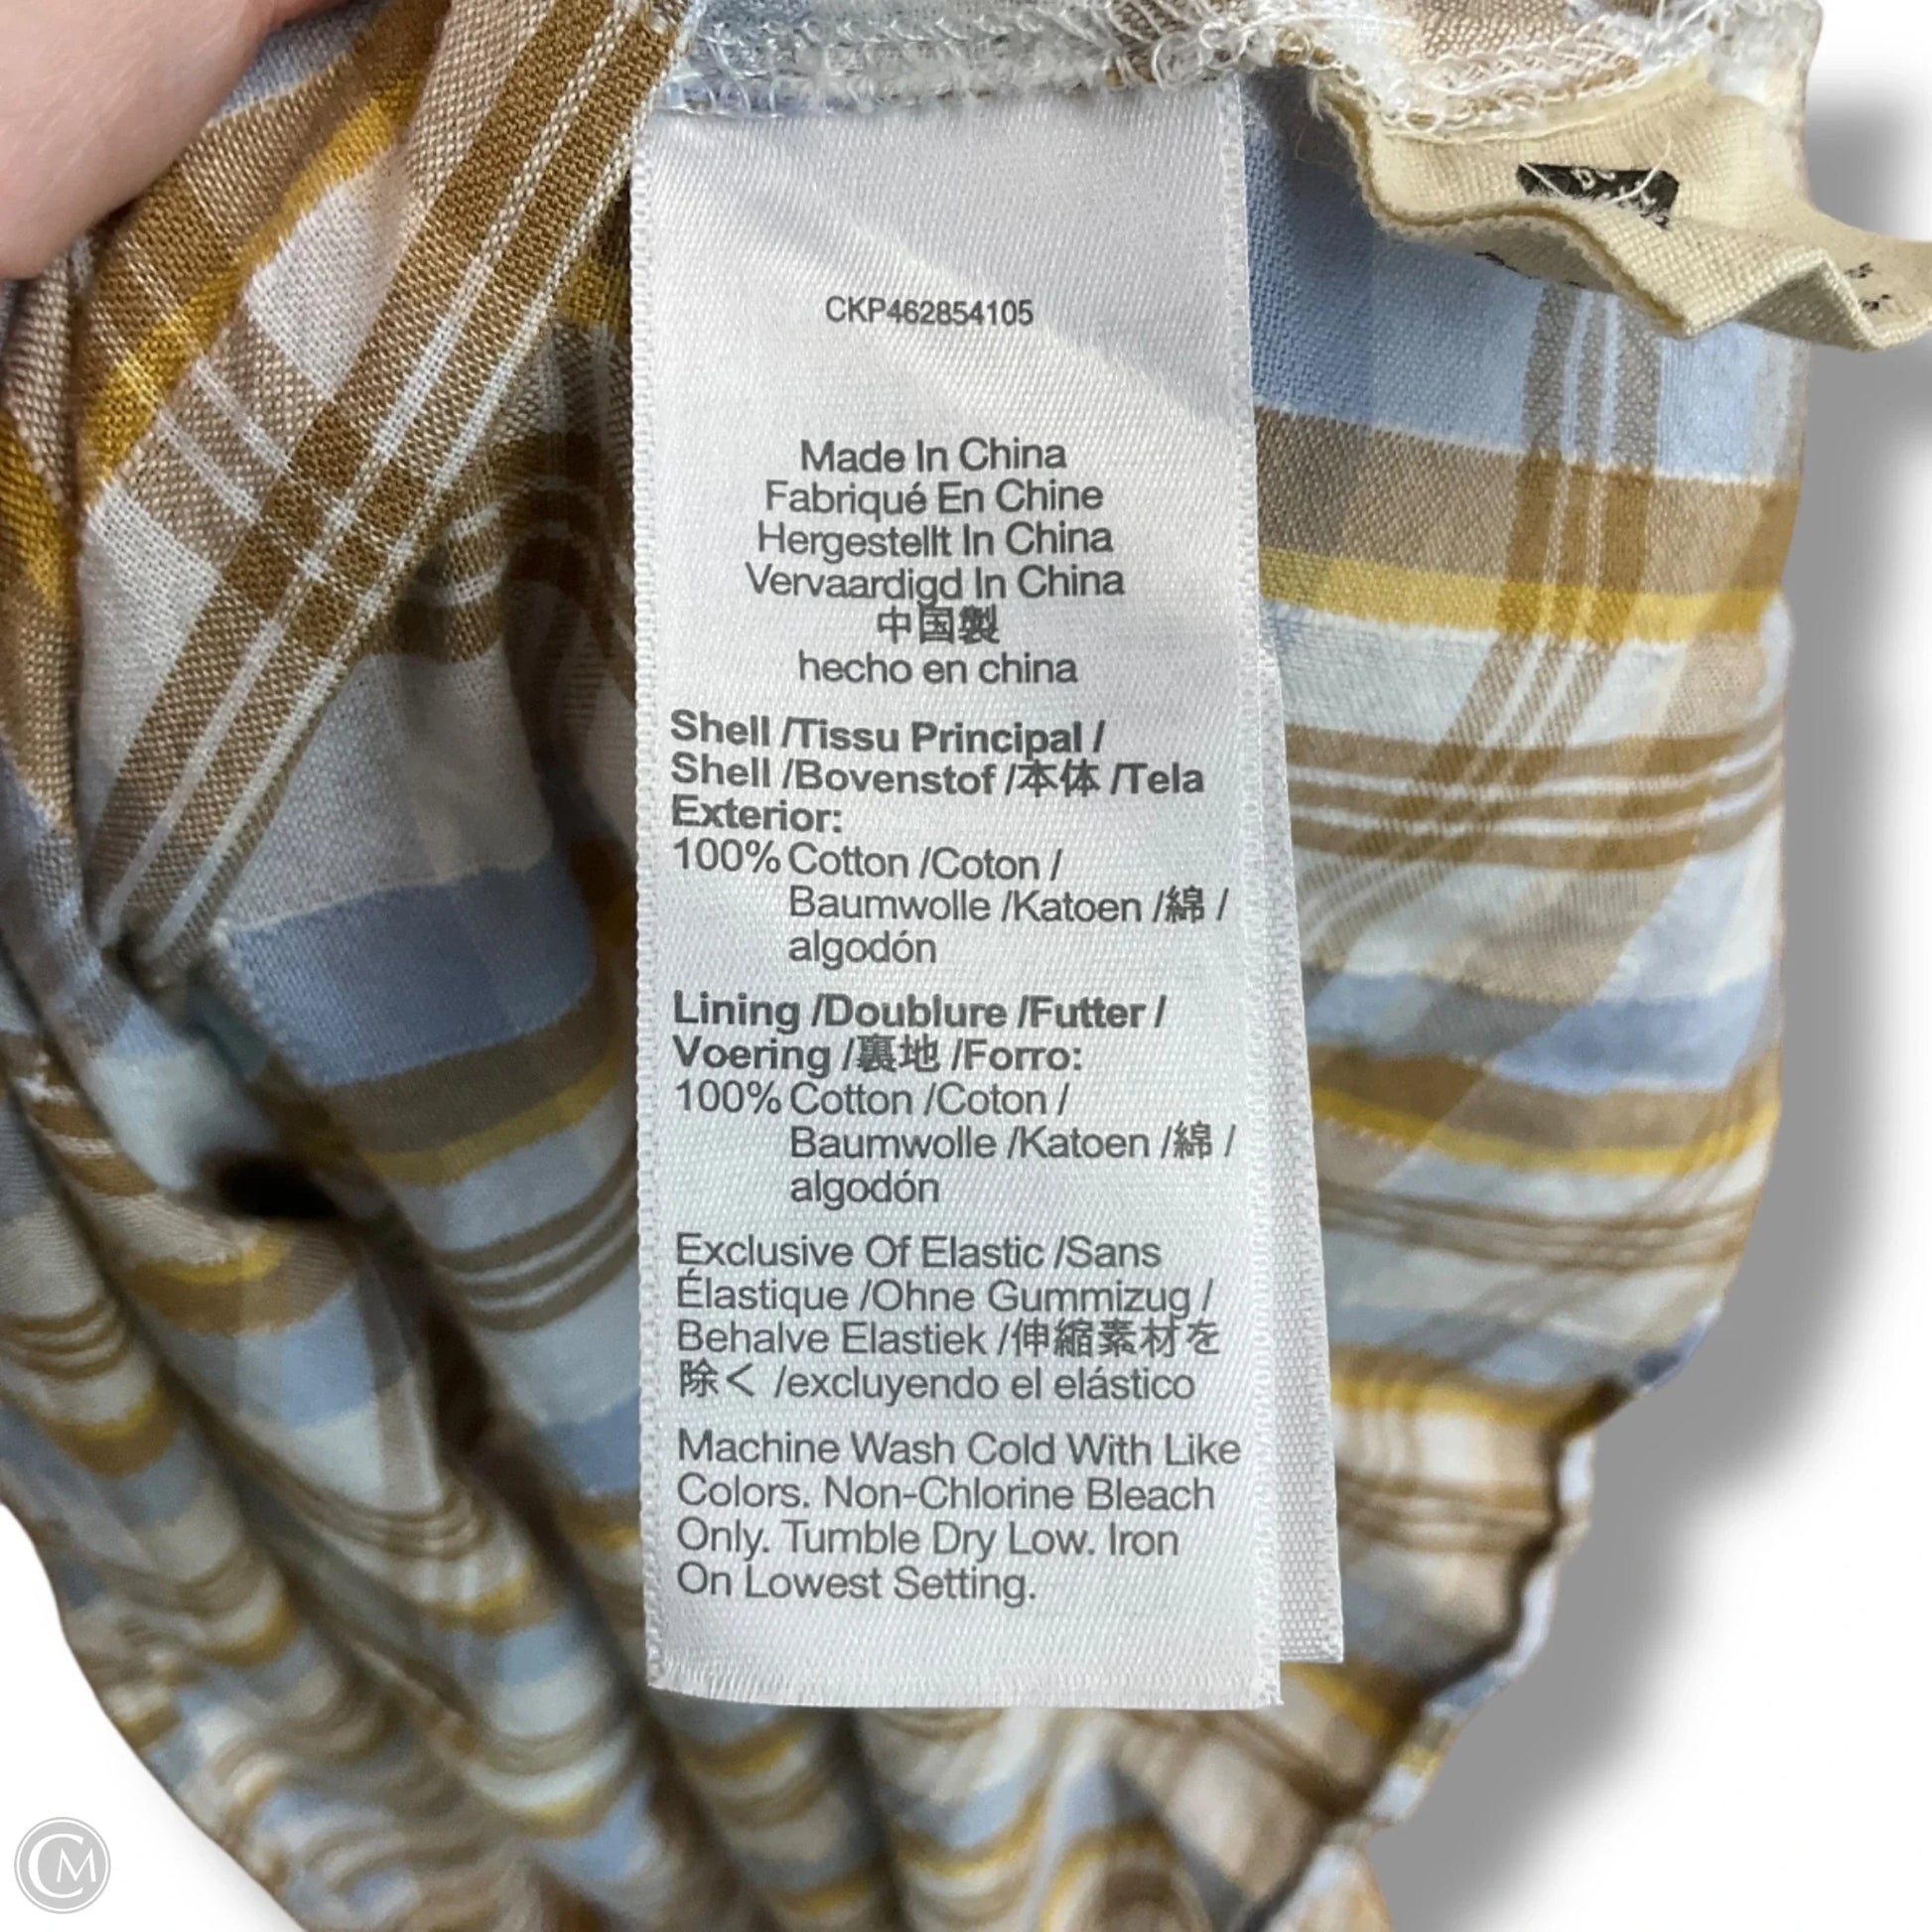 CKP462854105
Made In China
Fabriqué En Chine
Hergestellt In China
Vervaardigd In China
中国製
hecho en china
Shell /Tissu Principal /
Shell /Bovenstof /本体 /Tela
Exterior:
100% Cotton /Coton /
Baumwolle /Katoen /綿 /
algodón
Lining /Doublure /Futter /
Voering /裏地 /Forro:
100% Cotton /Coton /
Baumwolle /Katoen /綿 /
algodón
Exclusive Of Elastic /Sans
Élastique /Ohne Gummizug /
Behalve Elastiek /伸縮素材を
除く /excluyendo el elástico
Machine Wash Cold With Like
Colors. Non-Chlorine Bleach
Only. Tumble Dry Low. Iron
On Lowest Setting.
CM